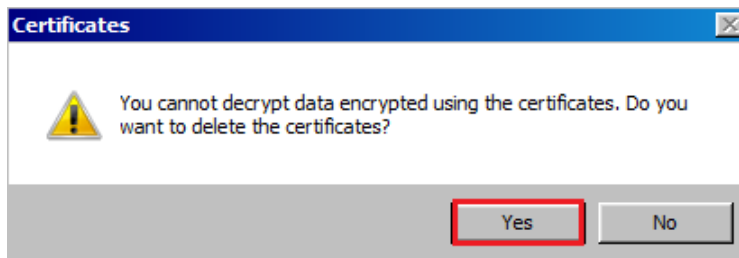 Certificates
You cannot decrypt data encrypted using the certificates. Do you
want to delete the certificates?
Yes
No